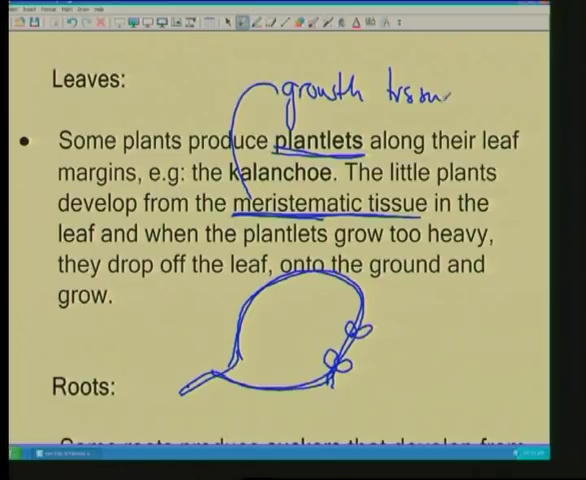 Leaves:
growth tissu
• Some plants produce plantlets along their leaf
margins, e.g: the kalanchoe. The little plants
develop from the meristematic tissue in the
leaf and when the plantlets grow too heavy,
they drop off the leaf, onto the ground and
grow.
Roots: